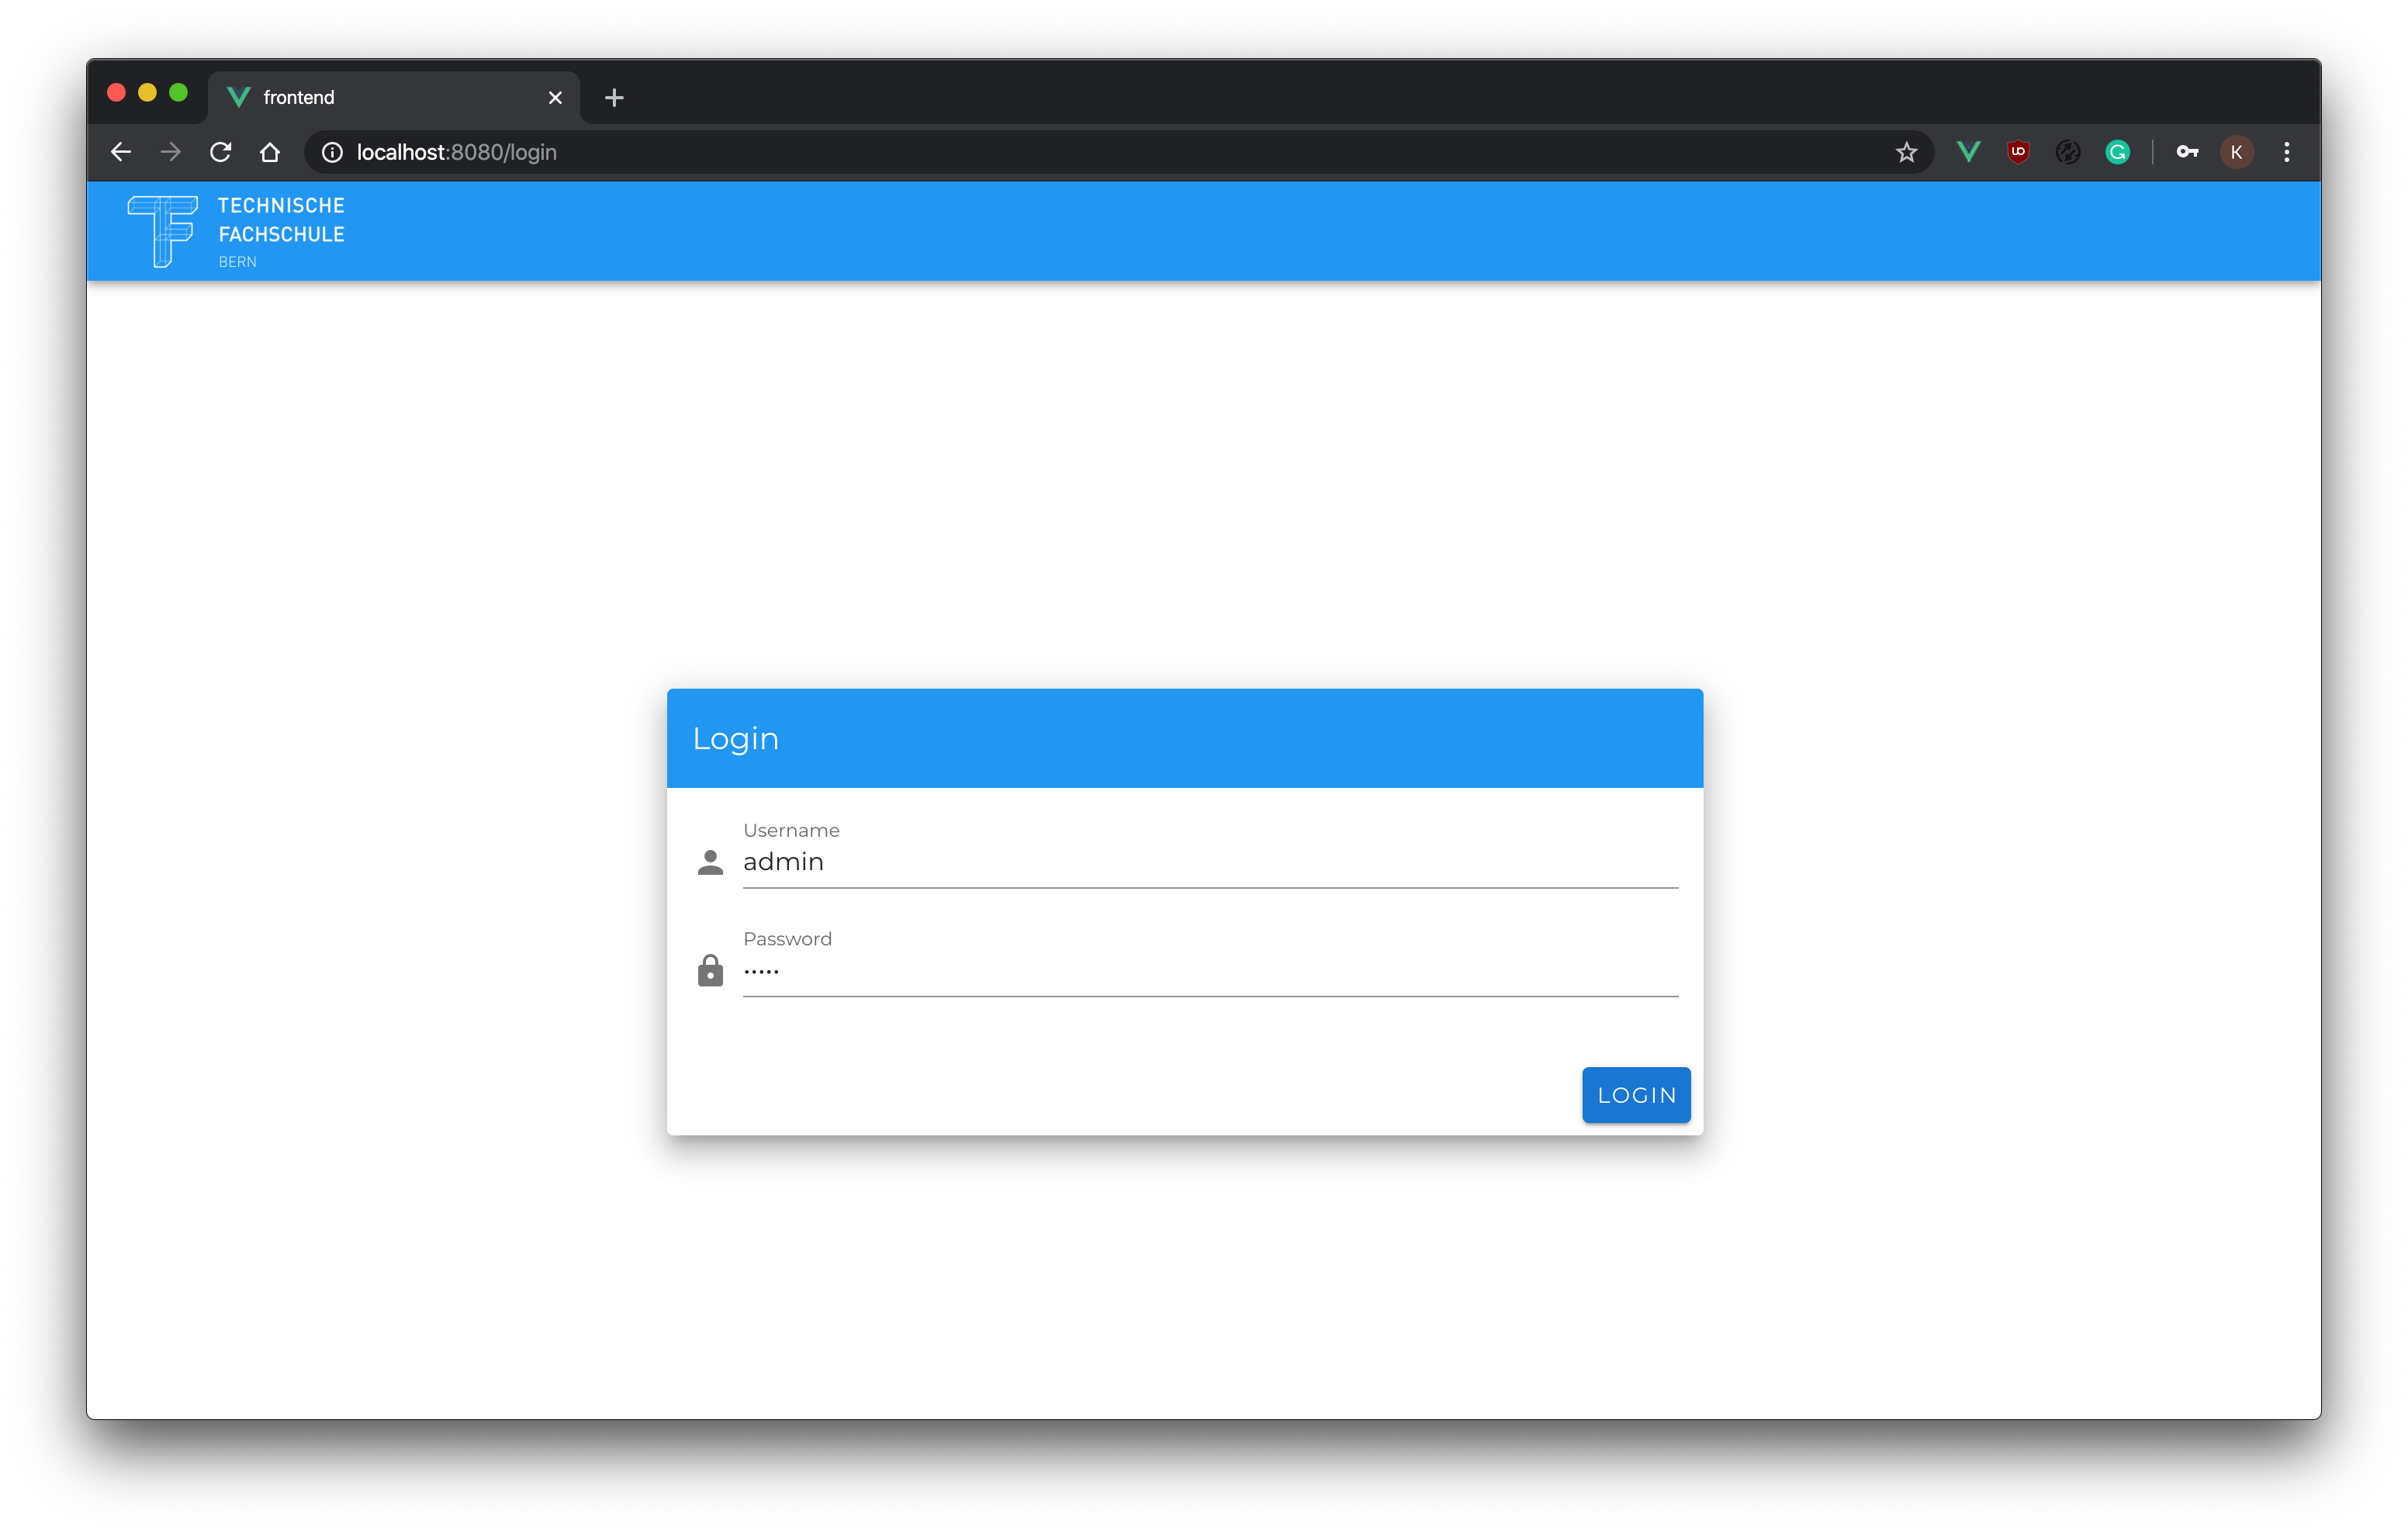 frontend
localhost:8080/login
K
TECHNISCHE
FACHSCHULE
BERN
Login
Username
admin
Password
•••••
LOGIN